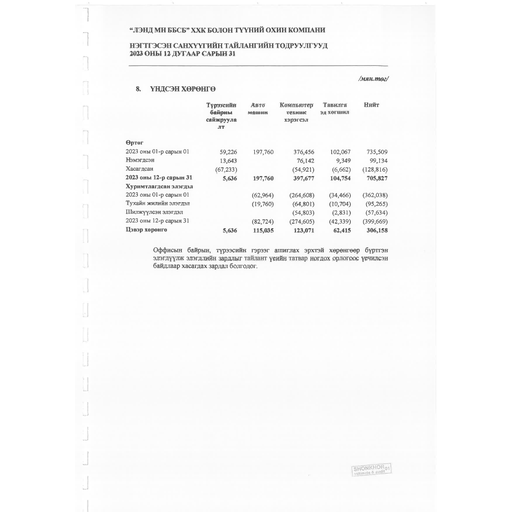 "ЛЭНД МН ББСБ" ХХК БОЛОН ТҮҮНИЙ ОХИН КОМПАНИ
НЭГТГЭСЭН САНХҮҮГИЙН ТАЙЛАНГИЙН ТОДРУУЛГУУД
2023 ОНЫ 12 ДУГААР САРЫН 31
/мян.төг/
8. ҮНДСЭН ХӨРӨНГӨ
Түрээсийн байрны сайжруулалт Авто машин Компьютер техник хэрэгсэл Тавилга эд хогшил Нийт
Өртөг
2023 оны 01-р сарын 01 59,226 197,760 376,456 102,067 735,509
Нэмэгдсэн 13,643 76,142 9,349 99,134
Хасагдсан (67,233) (54,921) (6,662) (128,816)
2023 оны 12-р сарын 31 5,636 197,760 397,677 104,754 705,827
Хуримтлагдсан элэгдэл
2023 оны 01-р сарын 01 (62,964) (264,608) (34,466) (362,038)
Тухайн жилийн элэгдэл (19,760) (64,801) (10,704) (95,265)
Шилжүүлсэн элэгдэл (54,803) (2,831) (57,634)
2023 оны 12-р сарын 31 (82,724) (274,605) (42,339) (399,669)
Цэвэр хөрөнгө 5,636 115,035 123,071 62,415 306,158
Оффисын байрын, түрээсийн гэрээг ашиглах эрхтэй хөрөнгөөр бүртгэн
элэгдүүлж элэгдлийн зардлыг тайлант үеийн татвар ногдох орлогоос үрчилсэн
байдлаар хасагдах зардал болгодог.